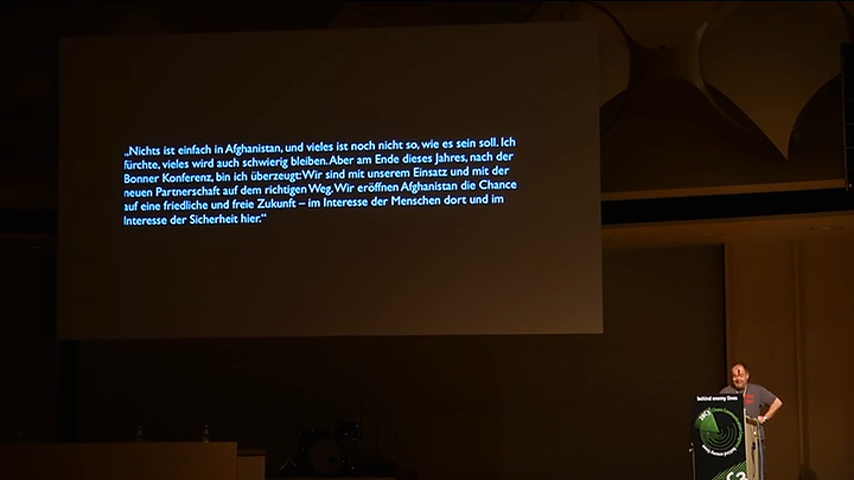 „Nichts ist einfach in Afghanistan, und vieles ist noch nicht so, wie es sein soll. Ich
fürchte, vieles wird auch schwierig bleiben. Aber am Ende dieses Jahres, nach der
Bonner Konferenz, bin ich überzeugt: Wir sind mit unserem Einsatz und mit der
neuen Partnerschaft auf dem richtigen Weg. Wir eröffnen Afghanistan die Chance
auf eine friedliche und freie Zukunft – im Interesse der Menschen dort und im
Interesse der Sicherheit hier.“
behind enemy lines